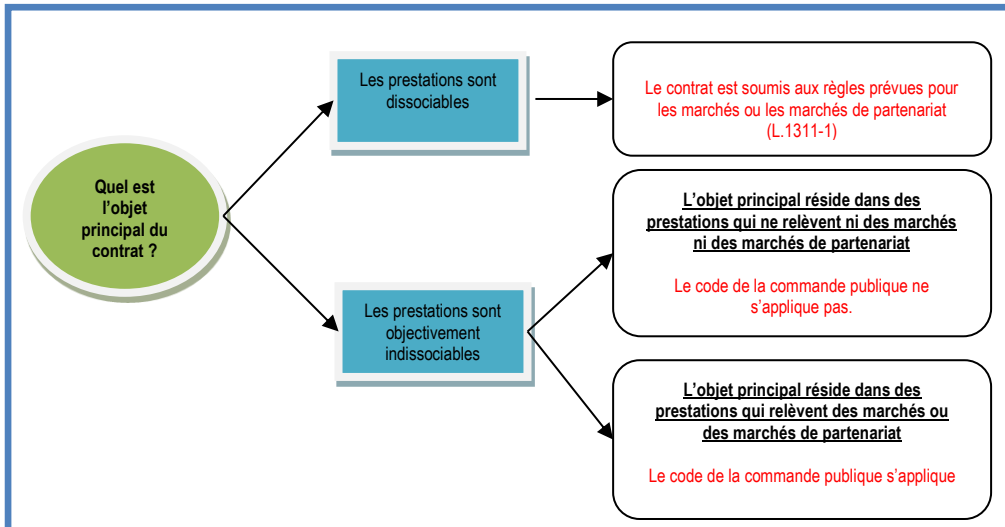 Quel est
l'objet
principal du
contrat ?
Les prestations sont
dissociables
Le contrat est soumis aux règles prévues pour
les marchés ou les marchés de partenariat
(L.1311-1)
Les prestations sont
objectivement
indissociables
L'objet principal réside dans des
prestations qui ne relèvent ni des marchés
ni des marchés de partenariat
Le code de la commande publique ne
s'applique pas.
L'objet principal réside dans des
prestations qui relèvent des marchés ou
des marchés de partenariat
Le code de la commande publique s'applique